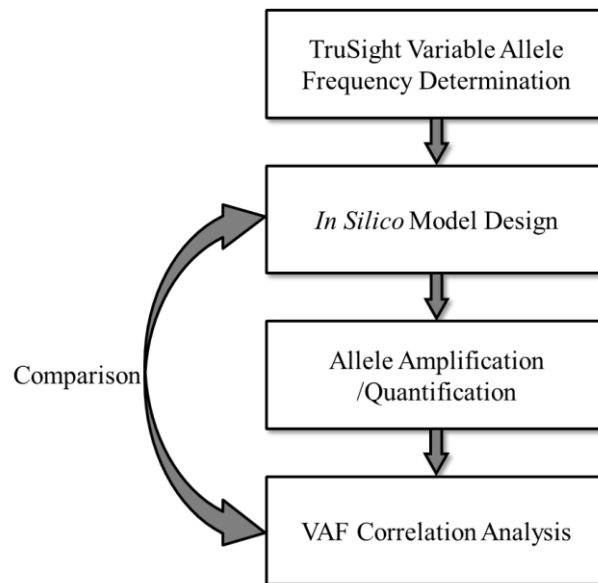 TruSight Variable Allele
Frequency Determination
In Silico Model Design
Allele Amplification
/Quantification
Comparison
VAF Correlation Analysis